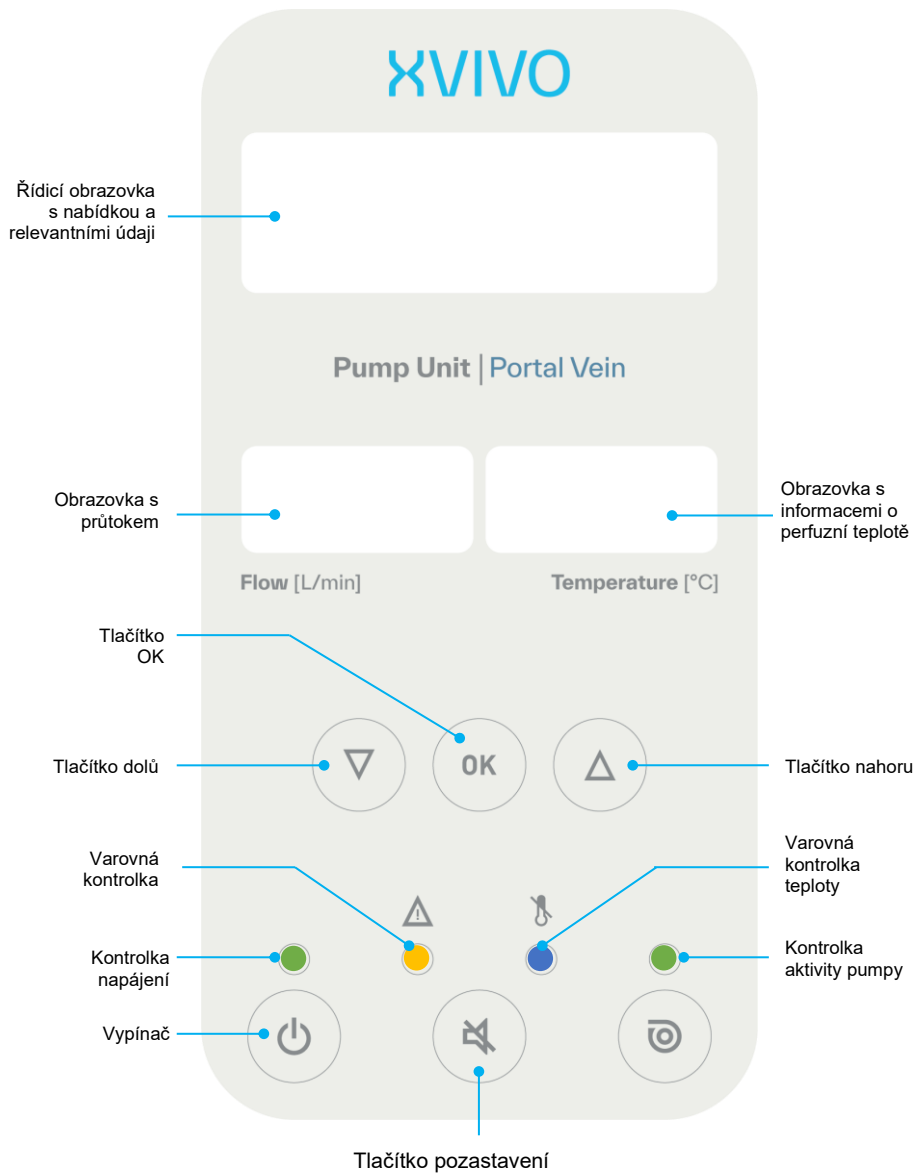 XVIVO
Řídicí obrazovka
s nabídkou a
relevantními údaji
Pump Unit | Portal Vein
Obrazovka s
průtokem
Obrazovka s
informacemi o
perfuzní teplotě
Flow [L/min]
Temperature [°C]
Tlačítko
OK
Tlačítko dolů
OK
Tlačítko nahoru
Varovná
kontrolka
Varovná
kontrolka
teploty
Kontrolka
napájení
Kontrolka
aktivity pumpy
Vypínač
Tlačítko pozastavení